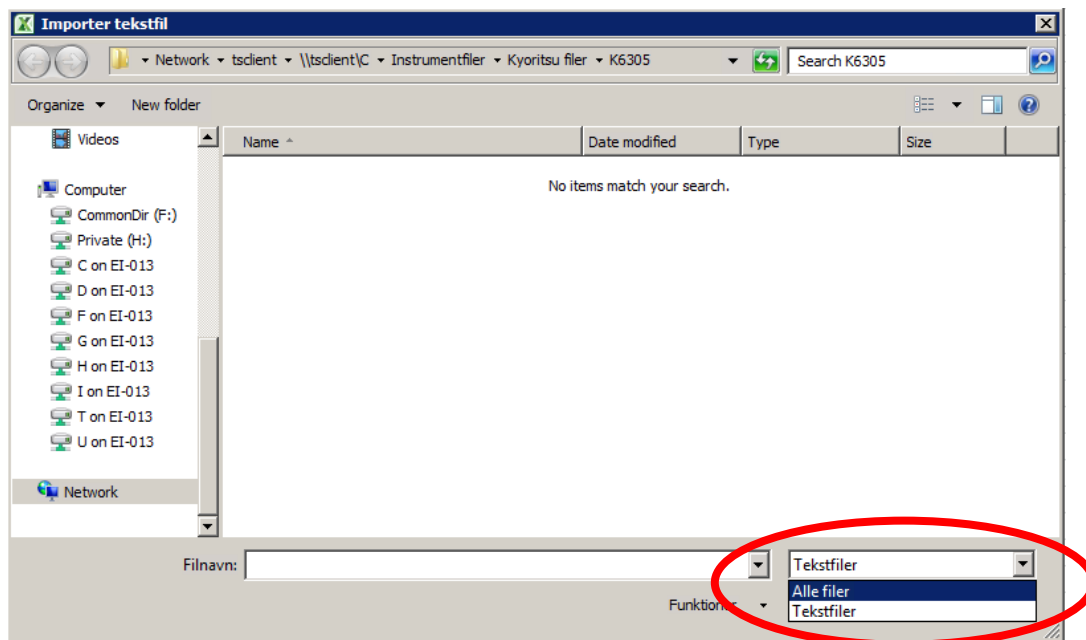 Importer tekstfil
Network tsclient \\tsclient\C Instrumentfiler Kyoritsu filer K6305 Search K6305
Organize New folder
Videos
Name Date modified Type Size
No items match your search.
Computer
CommonDir (F:)
Private (H:)
C on EI-013
D on EI-013
F on EI-013
G on EI-013
H on EI-013
I on EI-013
T on EI-013
U on EI-013
Network
Filnavn: Tekstfiler
Alle filer
Funktioner Tekstfiler